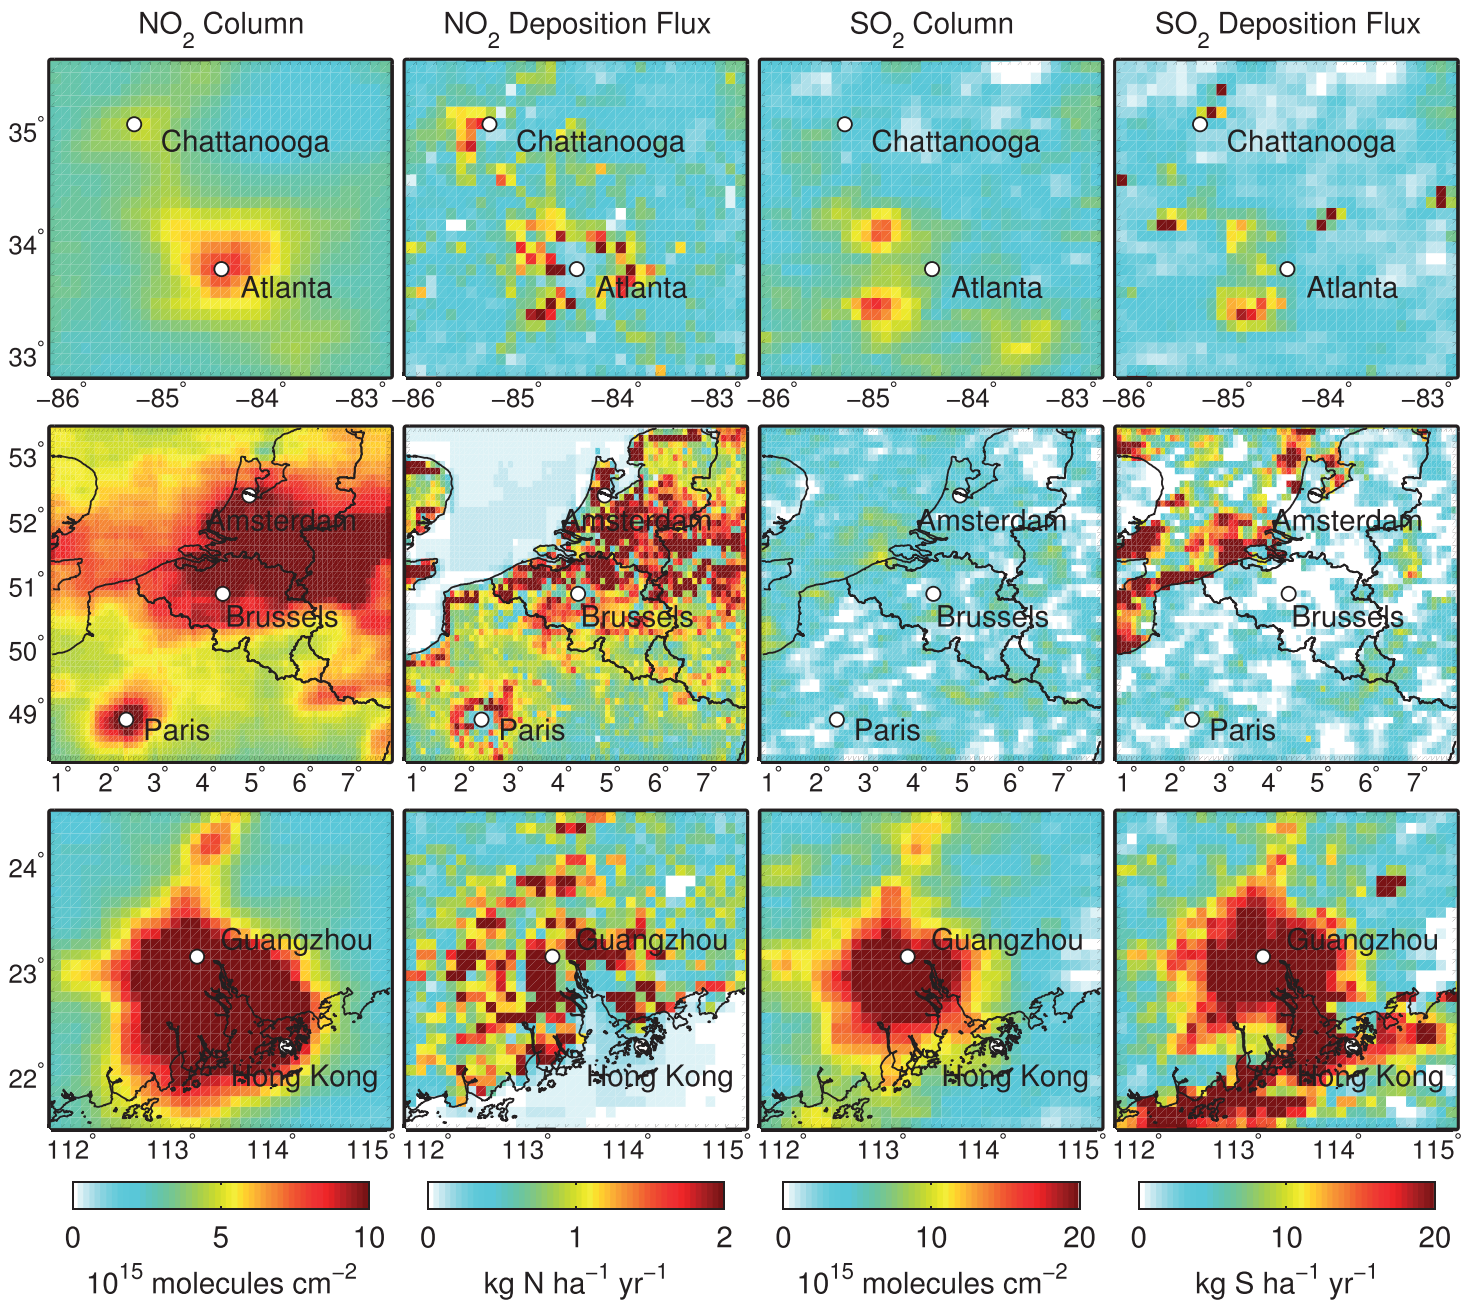 NO2 Column NO2 Deposition Flux SO2 Column SO2 Deposition Flux
35° Chattanooga Chattanooga Chattanooga Chattanooga
34°
Atlanta Atlanta Atlanta Atlanta
33°
−86° −85° −84° −83° −86° −85° −84° −83° −86° −85° −84° −83° −86° −85° −84° −83°
53°
52° Amsterdam Amsterdam Amsterdam Amsterdam
51°
Brussels Brussels Brussels Brussels
50°
49° Paris Paris Paris Paris
1° 2° 3° 4° 5° 6° 7° 1° 2° 3° 4° 5° 6° 7° 1° 2° 3° 4° 5° 6° 7° 1° 2° 3° 4° 5° 6° 7°
24°
Guangzhou Guangzhou Guangzhou Guangzhou
23°
22° Hong Kong Hong Kong Hong Kong Hong Kong
112° 113° 114° 115° 112° 113° 114° 115° 112° 113° 114° 115° 112° 113° 114° 115°
0 5 10 0 1 2 0 10 20 0 10 20
10¹⁵ molecules cm⁻² kg N ha⁻¹ yr⁻¹ 10¹⁵ molecules cm⁻² kg S ha⁻¹ yr⁻¹